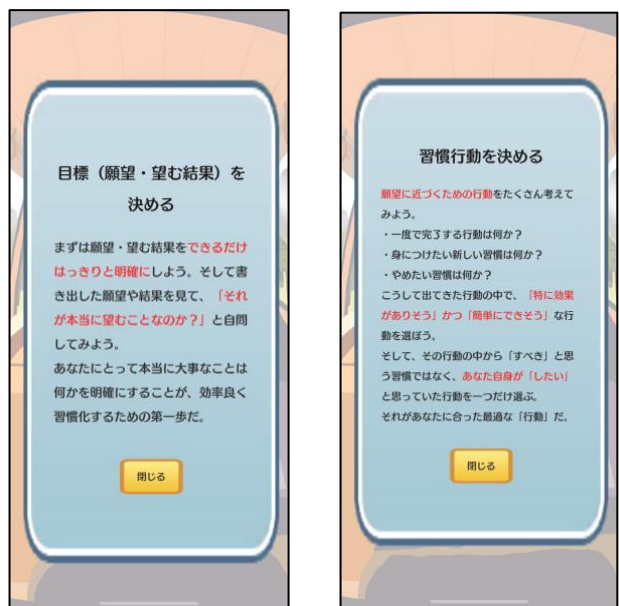 目標（願望・望む結果）を
決める
まずは願望・望む結果をできるだけ
はっきりと明確にしよう。そして書
き出した願望や結果を見て、「それ
が本当に望むことなのか？」と自問
してみよう。
あなたにとって本当に大事なことは
何かを明確にすることが、効率良く
習慣化するための第一歩だ。
閉じる
習慣行動を決める
願望に近づくための行動をたくさん考えて
みよう。
・一度で完了する行動は何か？
・身につけたい新しい習慣は何か？
・やめたい習慣は何か？
こうして出てきた行動の中で、「特に効果
がありそう」かつ「簡単にできそう」な行
動を選ぼう。
そして、その行動の中から「すべき」と思
う習慣ではなく、あなた自身が「したい」
と思っていた行動を一つだけ選ぶ。
それがあなたに合った最適な「行動」だ。
閉じる